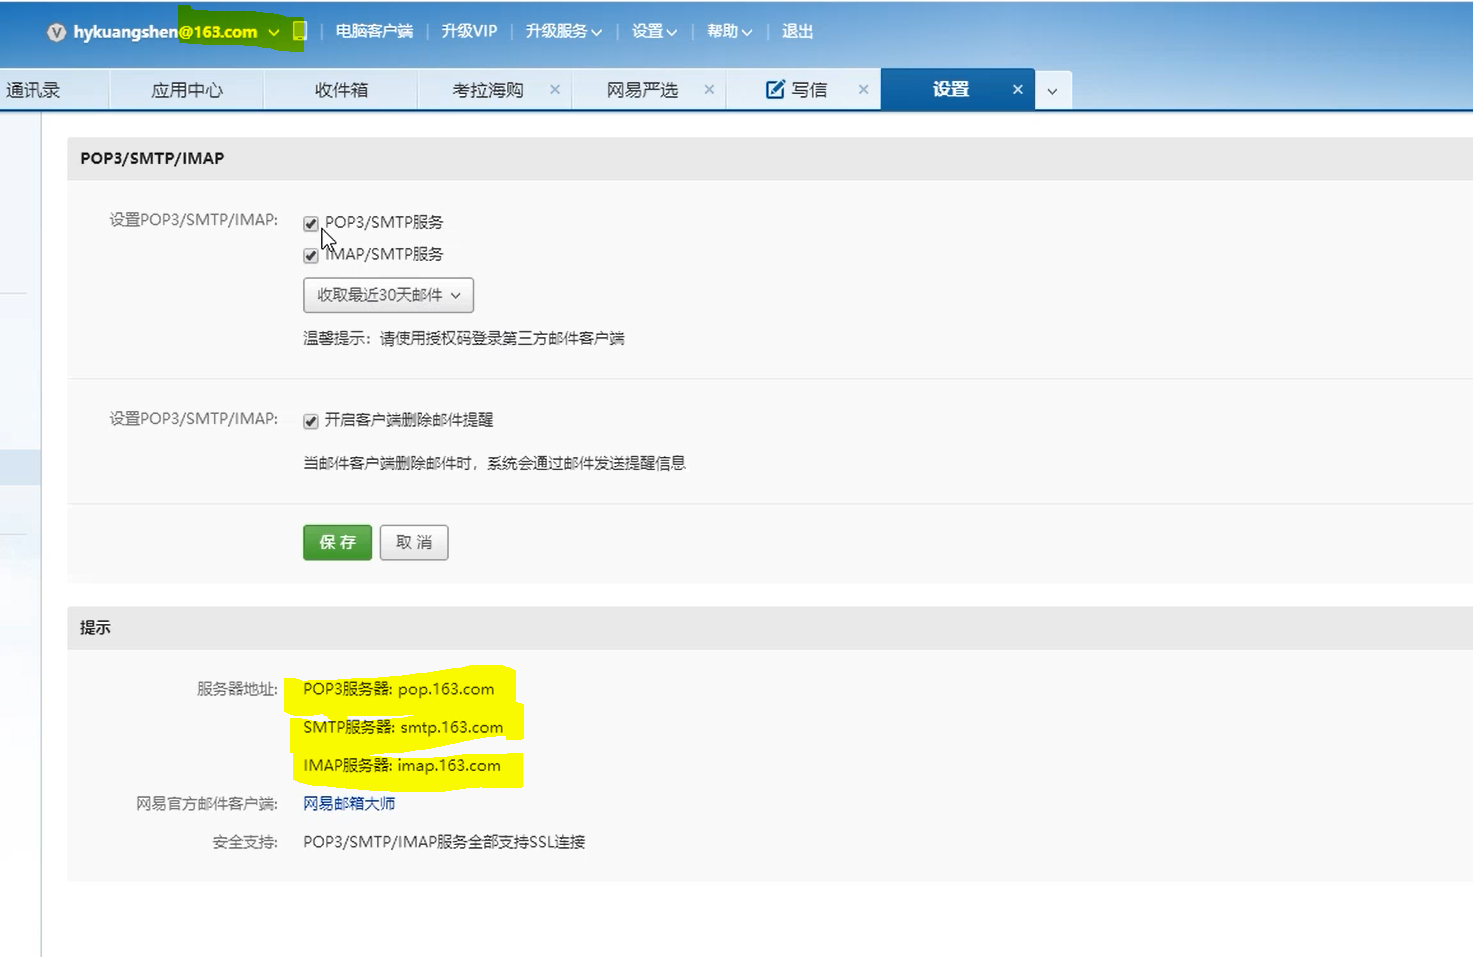 hykuangshen@163.com 电脑客户端 升级VIP 升级服务 设置 帮助 退出
通讯录 应用中心 收件箱 考拉海购 网易严选 写信 设置
POP3/SMTP/IMAP
设置POP3/SMTP/IMAP: POP3/SMTP服务
IMAP/SMTP服务
收取最近30天邮件
温馨提示：请使用授权码登录第三方邮件客户端
设置POP3/SMTP/IMAP: 开启客户端删除邮件提醒
当邮件客户端删除邮件时，系统会通过邮件发送提醒信息
保存 取消
提示
服务器地址: POP3服务器: pop.163.com
SMTP服务器: smtp.163.com
IMAP服务器: imap.163.com
网易官方邮件客户端: 网易邮箱大师
安全支持: POP3/SMTP/IMAP服务全部支持SSL连接